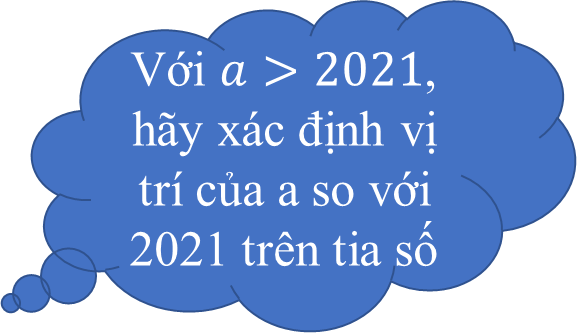 Với a > 2021,
hãy xác định vị
trí của a so với
2021 trên tia số